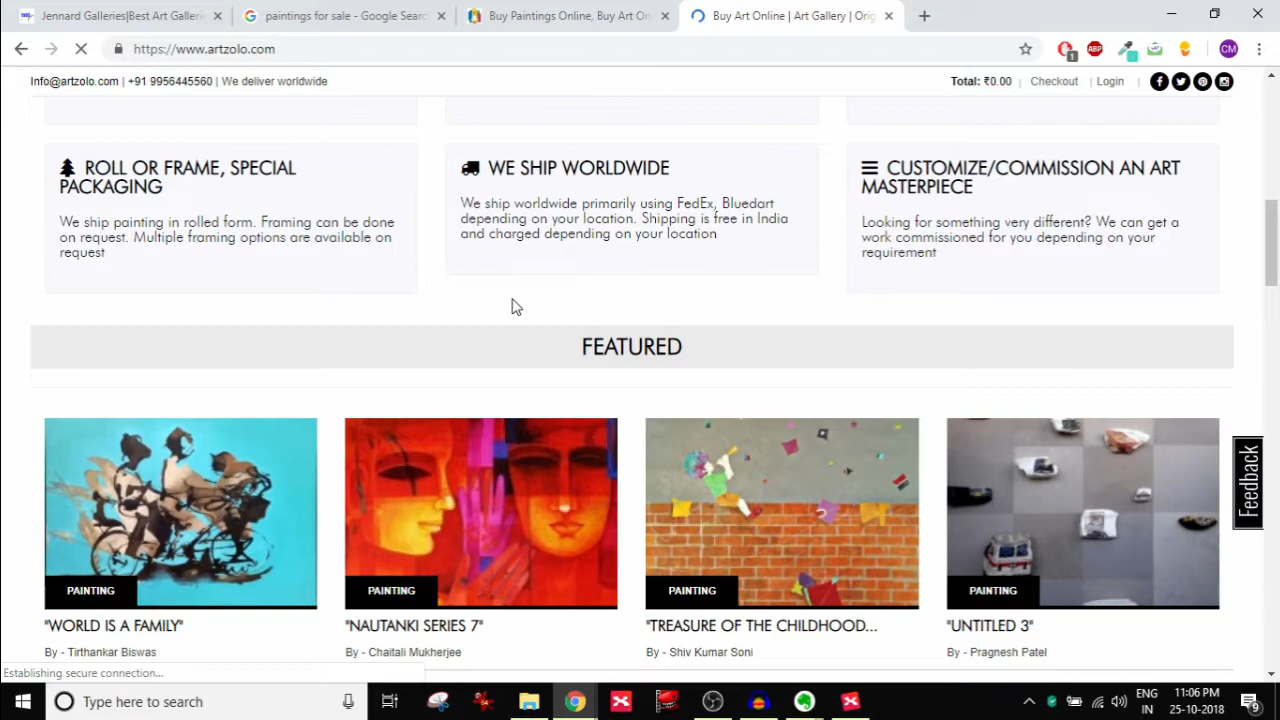 Jennard Galleries|Best Art Gallerie
paintings for sale - Google Searc
Buy Paintings Online, Buy Art On
Buy Art Online | Art Gallery | Orig
https://www.artzolo.com
1
CM
Info@artzolo.com | +91 9956445560 | We deliver worldwide
Total: ₹0.00 | Checkout | Login |
ROLL OR FRAME, SPECIAL
PACKAGING
We ship painting in rolled form. Framing can be done
on request. Multiple framing options are available on
request
WE SHIP WORLDWIDE
We ship worldwide primarily using FedEx, Bluedart
depending on your location. Shipping is free in India
and charged depending on your location
CUSTOMIZE/COMMISSION AN ART
MASTERPIECE
Looking for something very different? We can get a
work commissioned for you depending on your
requirement
FEATURED
Feedback
PAINTING
PAINTING
PAINTING
PAINTING
"WORLD IS A FAMILY"
"NAUTANKI SERIES 7"
"TREASURE OF THE CHILDHOOD...
"UNTITLED 3"
By - Tirthankar Biswas
By - Chaitali Mukherjee
By - Shiv Kumar Soni
By - Pragnesh Patel
Establishing secure connection...
Type here to search
ENG
IN
11:06 PM
25-10-2018
9